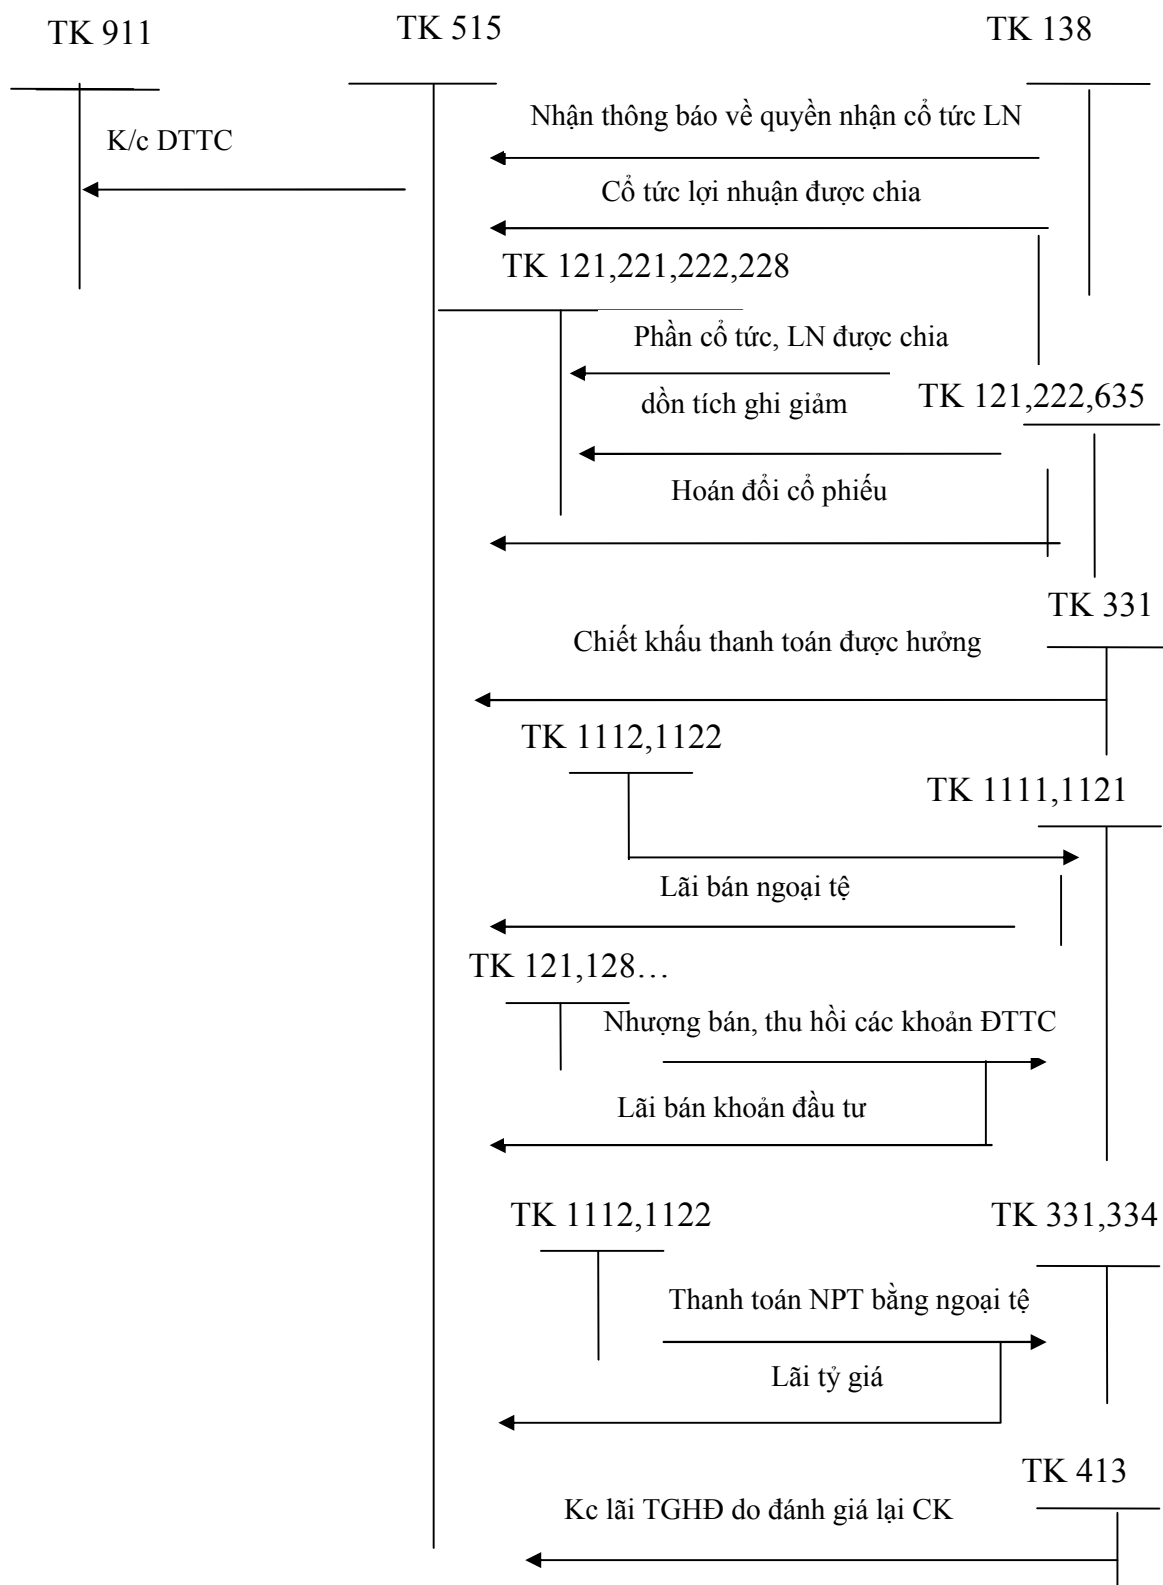 TK 911
TK 515
TK 138
Nhận thông báo về quyền nhận cổ tức LN
K/c DTTC
Cổ tức lợi nhuận được chia
TK 121,221,222,228
Phần cổ tức, LN được chia
dồn tích ghi giảm
TK 121,222,635
Hoán đổi cổ phiếu
TK 331
Chiết khấu thanh toán được hưởng
TK 1112,1122
TK 1111,1121
Lãi bán ngoại tệ
TK 121,128…
Nhượng bán, thu hồi các khoản ĐTTC
Lãi bán khoản đầu tư
TK 1112,1122
TK 331,334
Thanh toán NPT bằng ngoại tệ
Lãi tỷ giá
TK 413
Kc lãi TGHĐ do đánh giá lại CK